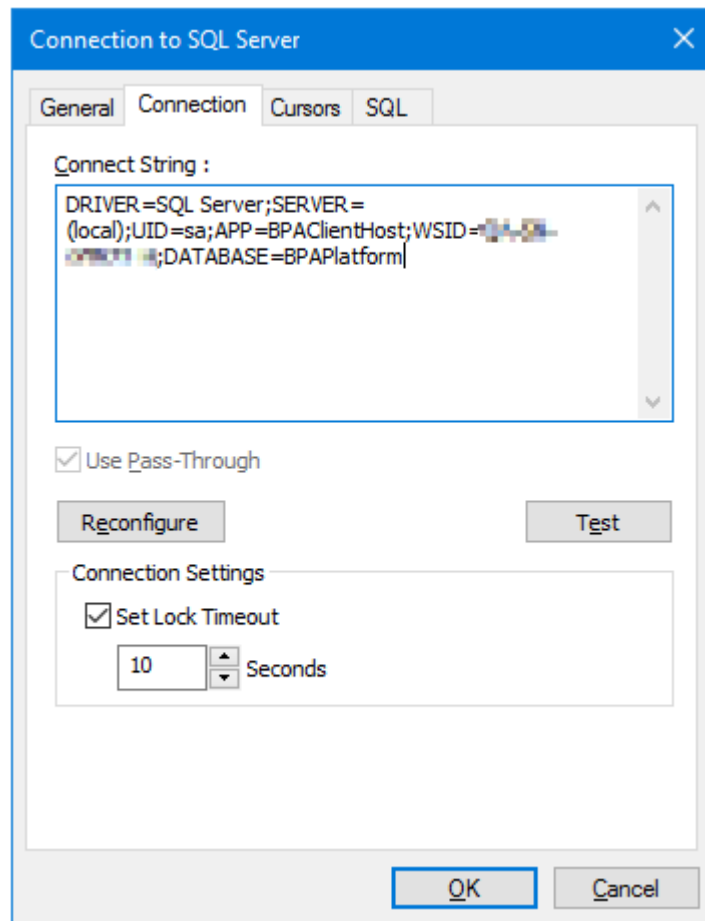 Connection to SQL Server
General Connection Cursors SQL
Connect String :
DRIVER=SQL Server;SERVER=
(local);UID=sa;APP=BPAClientHost;WSID=
;DATABASE=BPAPlatform
Use Pass-Through
Reconfigure Test
Connection Settings
Set Lock Timeout
10 Seconds
OK Cancel